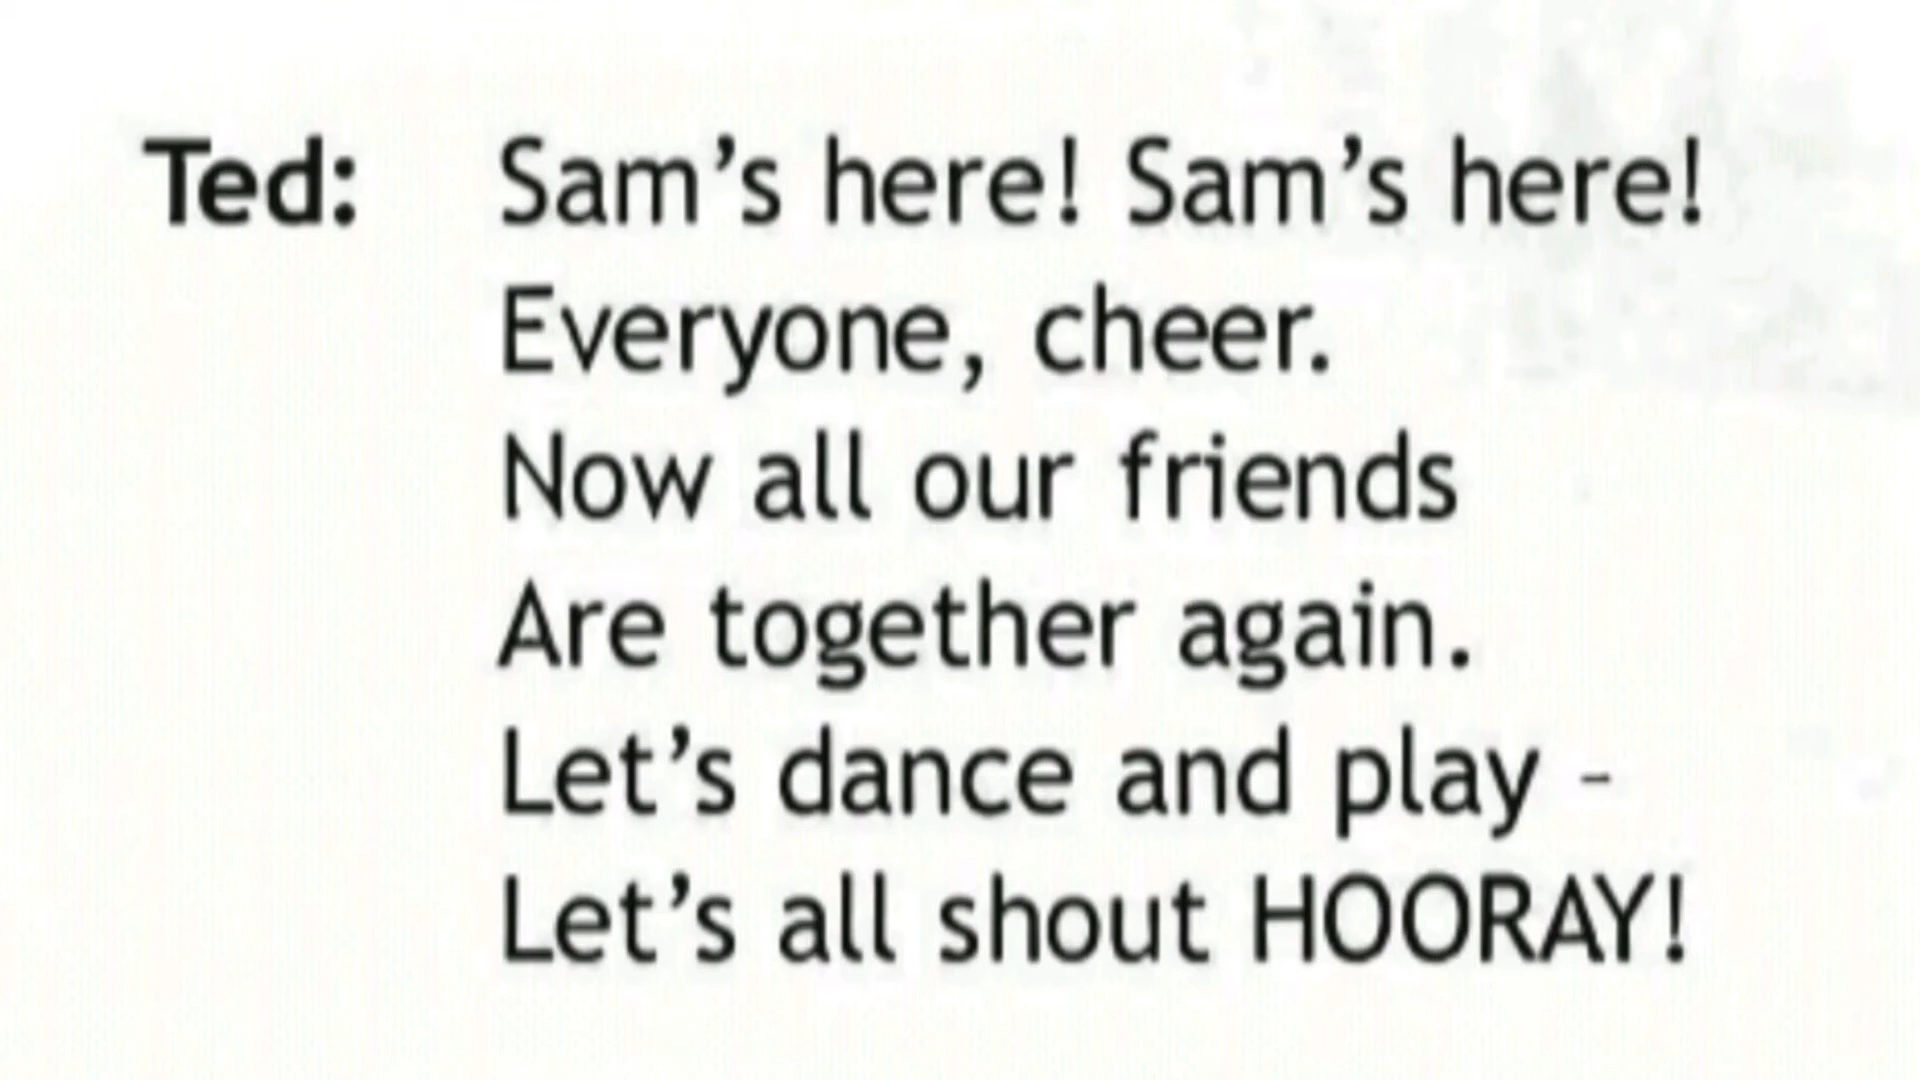 Ted: Sam’s here! Sam’s here!
Everyone, cheer.
Now all our friends
Are together again.
Let’s dance and play -
Let’s all shout HOORAY!